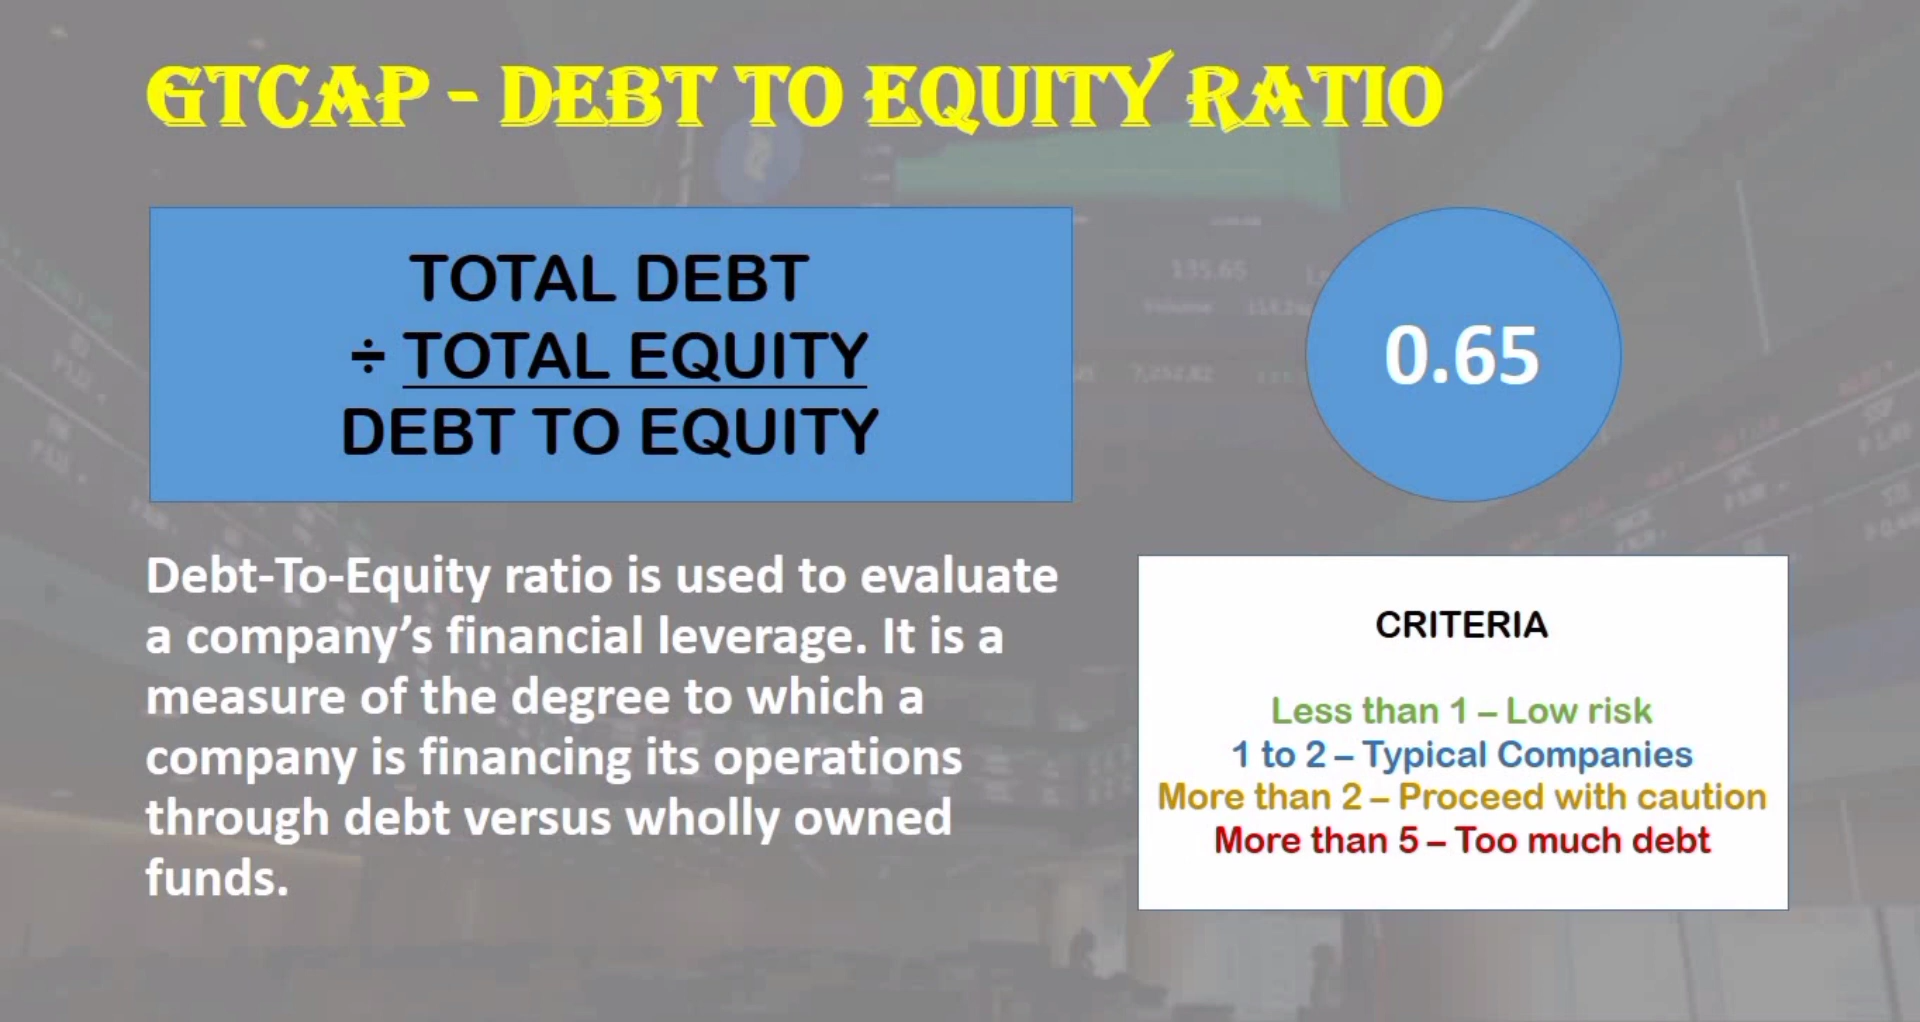 GTCAP - DEBT TO EQUITY RATIO
TOTAL DEBT
÷ TOTAL EQUITY
DEBT TO EQUITY
0.65
Debt-To-Equity ratio is used to evaluate
a company’s financial leverage. It is a
measure of the degree to which a
company is financing its operations
through debt versus wholly owned
funds.
CRITERIA
Less than 1 – Low risk
1 to 2 – Typical Companies
More than 2 – Proceed with caution
More than 5 – Too much debt
135.65